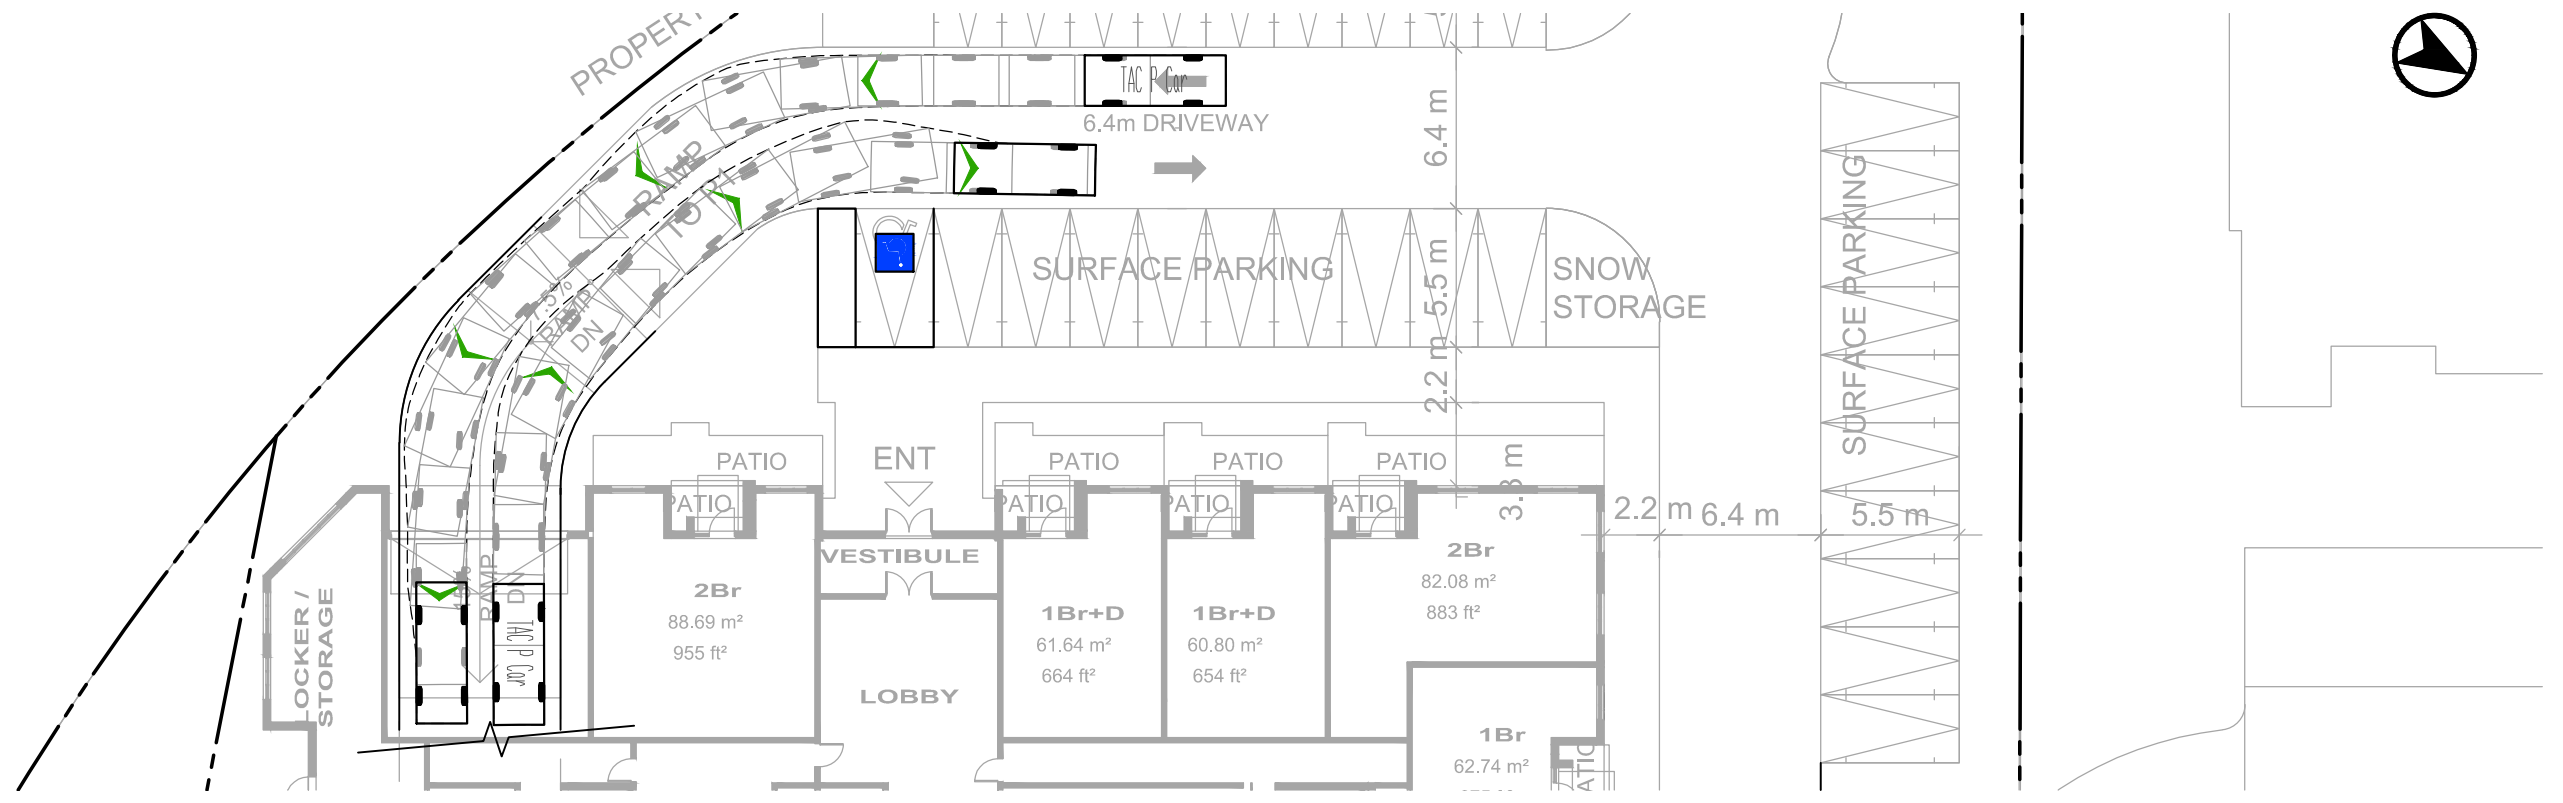 PROPERT
TAC P Car
6.4m DRIVEWAY
6.4 m
RAMP
TO P1
SURFACE PARKING
SURFACE PARKING
SNOW
STORAGE
5.5 m
7.5%
RAMP
DN
2.2 m
PATIO
ENT
PATIO
PATIO
PATIO
PATIO
PATIO
PATIO
PATIO
3.3 m
2.2 m
6.4 m
5.5 m
VESTIBULE
2Br
82.08 m²
883 ft²
2Br
88.69 m²
955 ft²
1Br+D
61.64 m²
664 ft²
1Br+D
60.80 m²
654 ft²
RAMP
DN
TAC P Car
LOCKER /
STORAGE
LOBBY
1Br
62.74 m²
PATIO